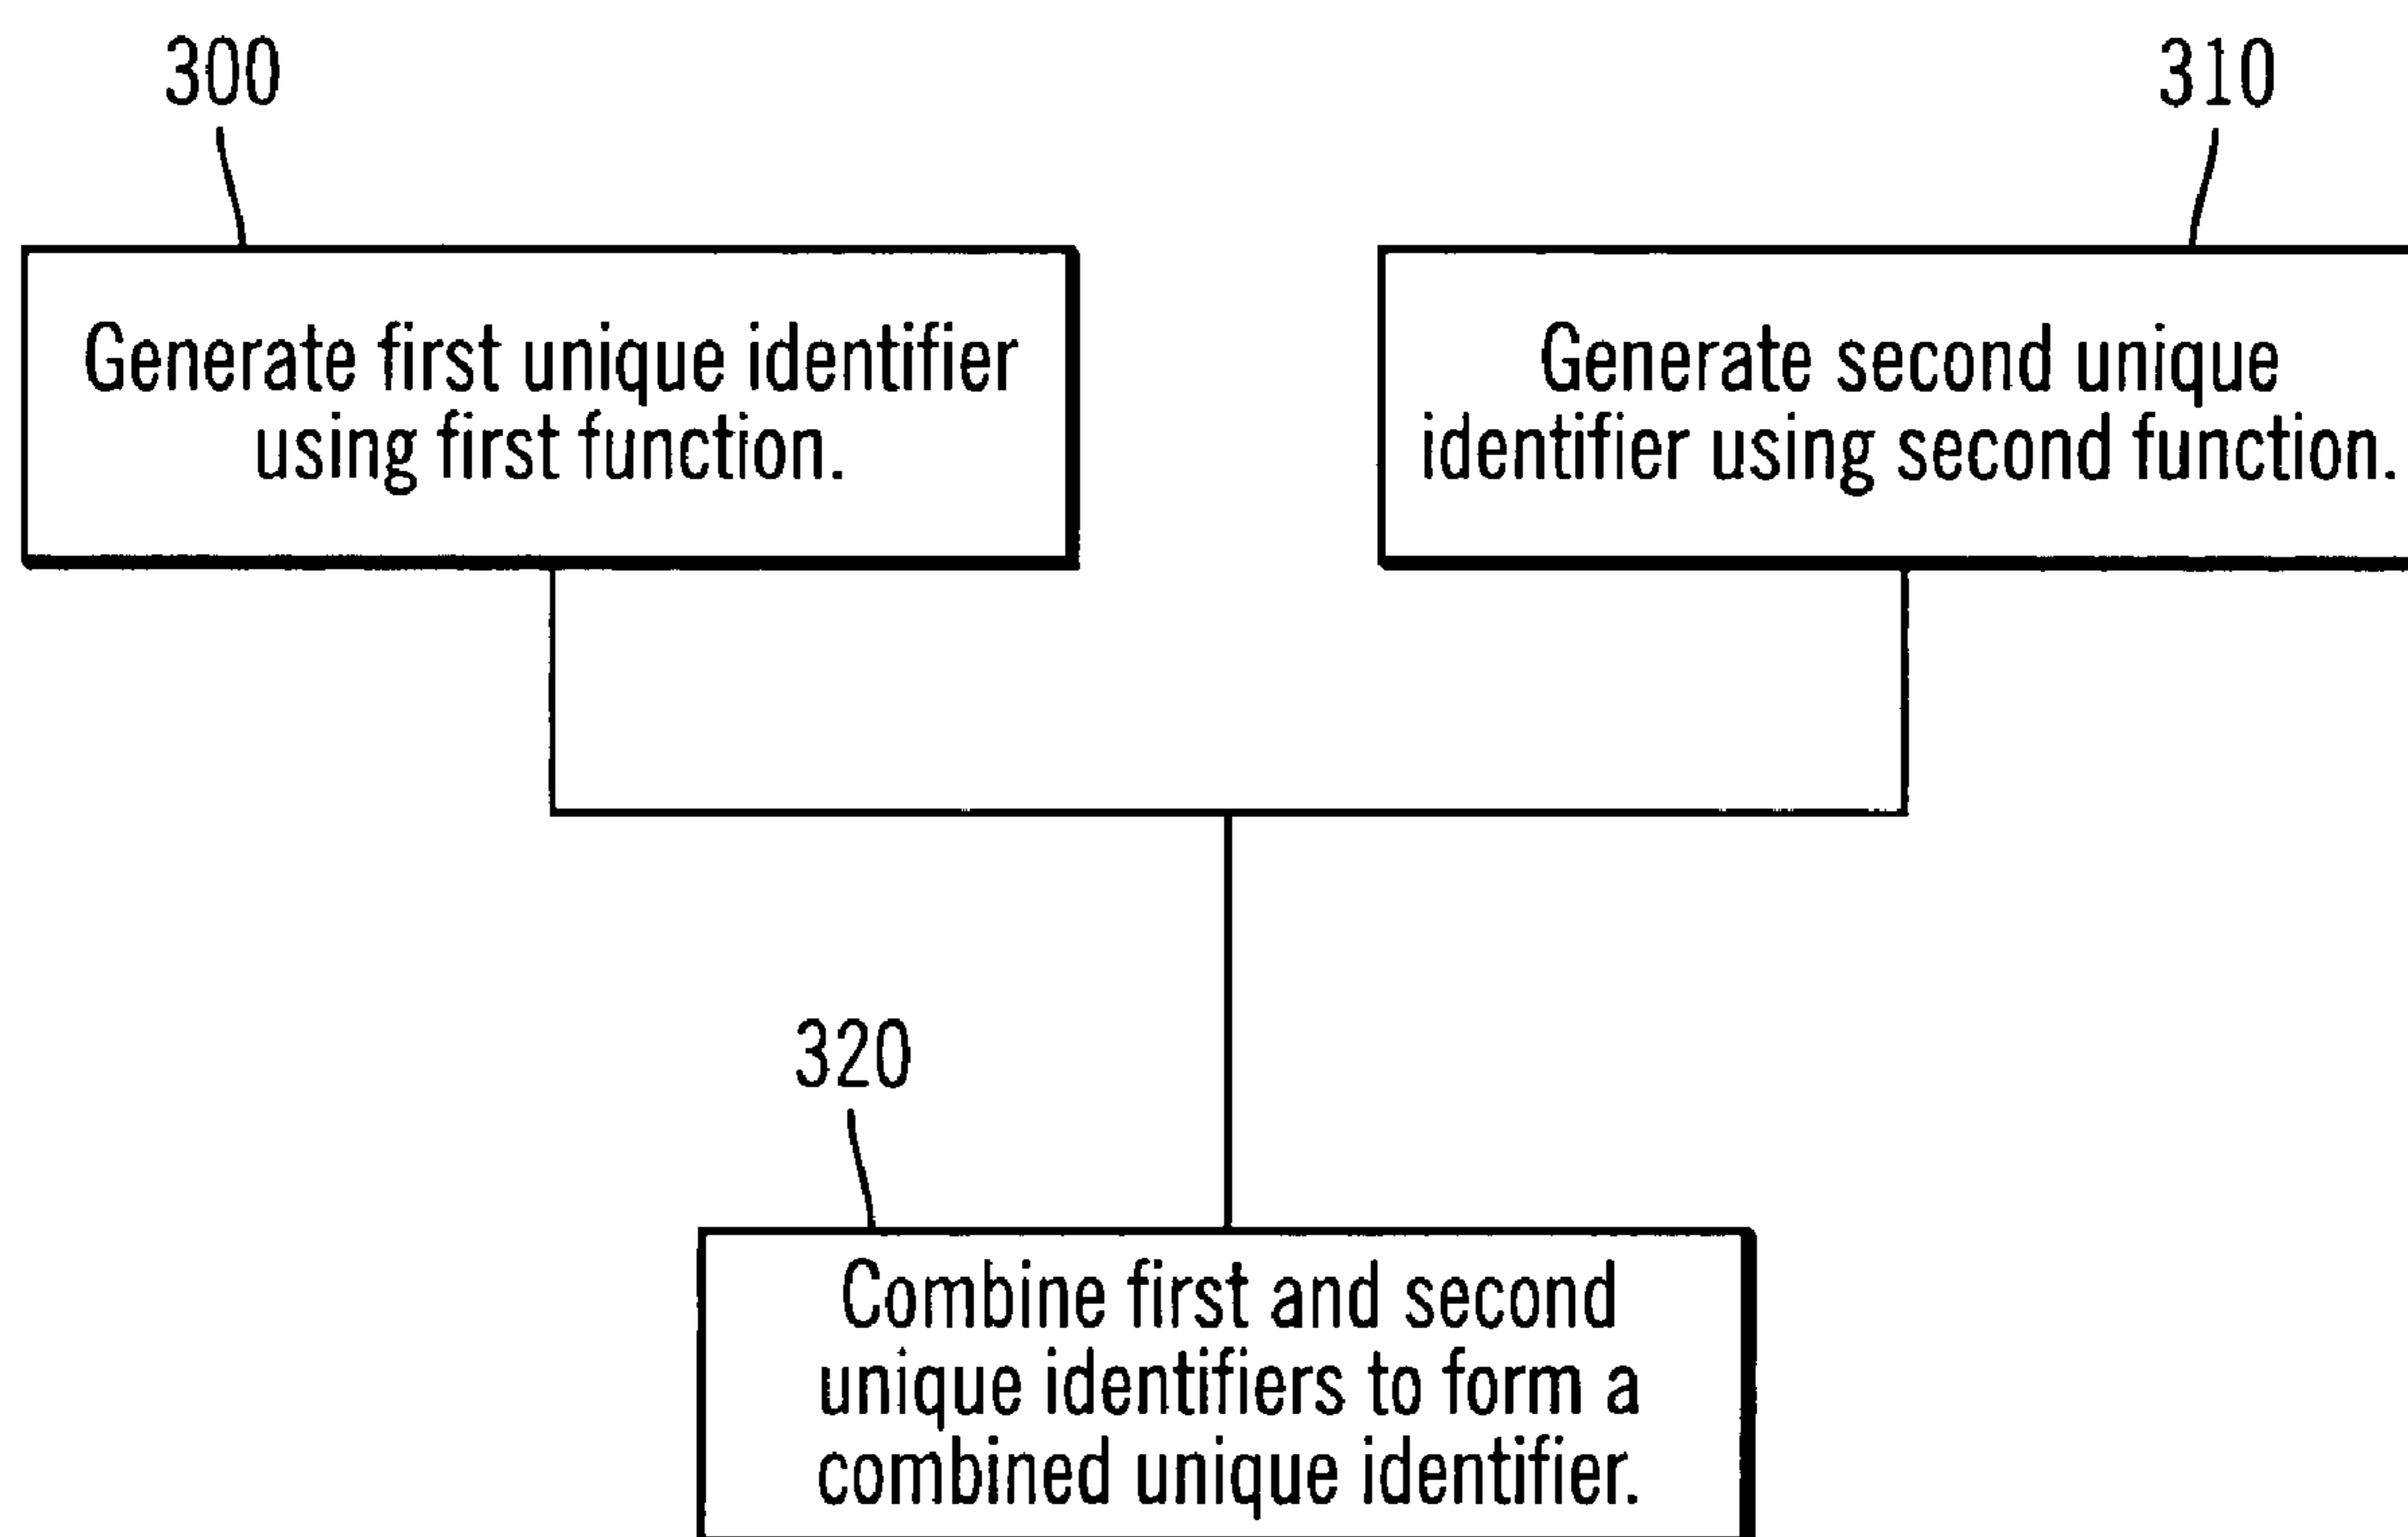 300
310
Generate first unique identifier
using first function.
Generate second unique
identifier using second function.
320
Combine first and second
unique identifiers to form a
combined unique identifier.